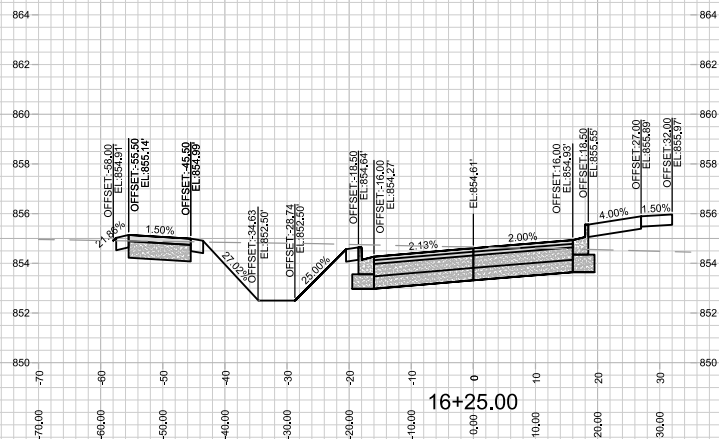 864
864
862
862
860
860
858
858
856
856
854
854
852
852
850
850
OFFSET:-58.00
EL:854.91'
OFFSET:-55.50
EL:855.14'
OFFSET:-45.50
EL:854.99'
OFFSET:-34.63
EL:852.50'
OFFSET:-28.74
EL:852.50'
OFFSET:-18.50
EL:854.64'
OFFSET:-16.00
EL:854.27'
EL:854.61'
OFFSET:16.00
EL:854.93'
OFFSET:18.50
EL:855.55'
OFFSET:27.00
EL:855.89'
OFFSET:32.00
EL:855.97'
1.50%
27.02%
25.00%
2.13%
2.00%
4.00%
1.50%
-70
-60
-50
-40
-30
-20
-10
0
10
20
30
16+25.00
-70.00
-60.00
-50.00
-40.00
-30.00
-20.00
-10.00
0.00
10.00
20.00
30.00